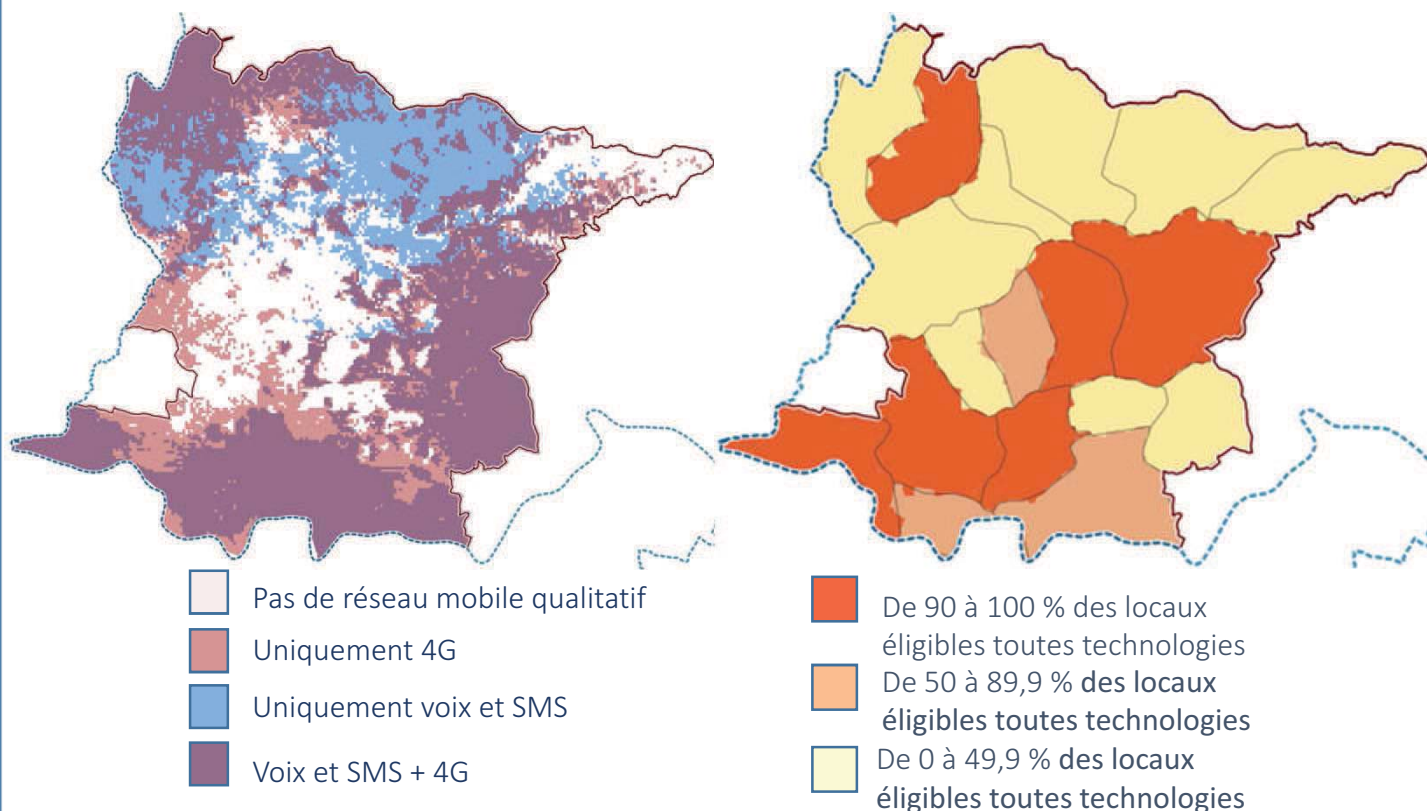 Pas de réseau mobile qualitatif
Uniquement 4G
Uniquement voix et SMS
Voix et SMS + 4G
De 90 à 100 % des locaux
éligibles toutes technologies
De 50 à 89,9 % des locaux
éligibles toutes technologies
De 0 à 49,9 % des locaux
éligibles toutes technologies